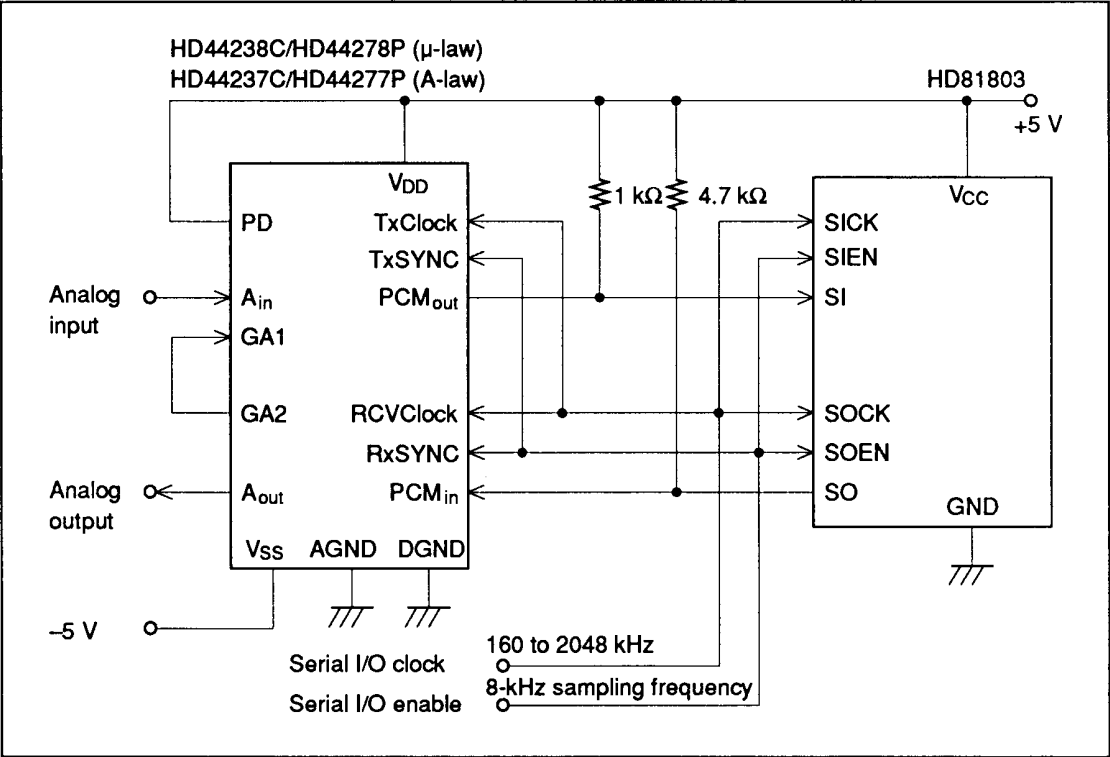 HD44238C/HD44278P (μ-law)
HD44237C/HD44277P (A-law)
HD81803
+5 V
VDD
VCC
1 kΩ
4.7 kΩ
PD
TxClock
SICK
TxSYNC
SIEN
Analog
input
Ain
PCMout
SI
GA1
GA2
RCVClock
SOCK
RxSYNC
SOEN
Analog
output
Aout
PCMin
SO
GND
VSS
AGND
DGND
–5 V
160 to 2048 kHz
Serial I/O clock
8-kHz sampling frequency
Serial I/O enable